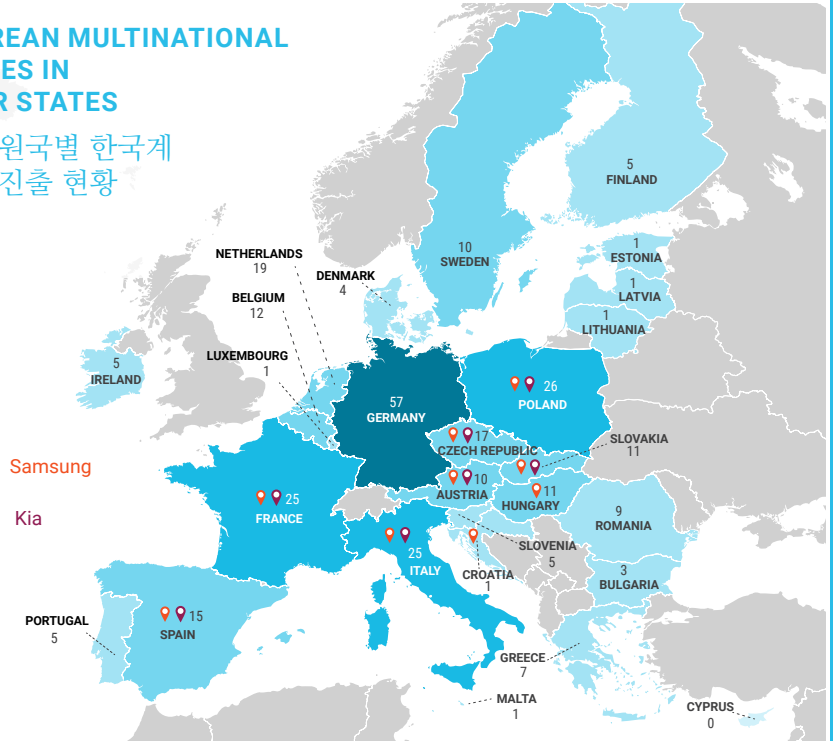 REAN MULTINATIONAL
ES IN
R STATES
원국별 한국계
진출 현황
5
FINLAND
10
SWEDEN
1
ESTONIA
1
LATVIA
1
LITHUANIA
NETHERLANDS
19
DENMARK
4
BELGIUM
12
LUXEMBOURG
1
5
IRELAND
57
GERMANY
26
POLAND
17
CZECH REPUBLIC
SLOVAKIA
11
Samsung
Kia
25
FRANCE
10
AUSTRIA
11
HUNGARY
9
ROMANIA
SLOVENIA
5
25
ITALY
CROATIA
1
3
BULGARIA
15
SPAIN
PORTUGAL
5
GREECE
7
MALTA
1
CYPRUS
0